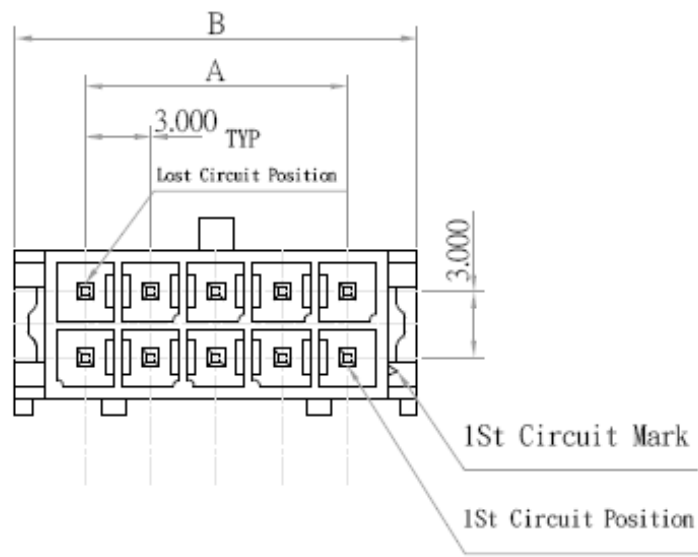 B
A
3.000 TYP
Lost Circuit Position
3.000
1St Circuit Mark
1St Circuit Position